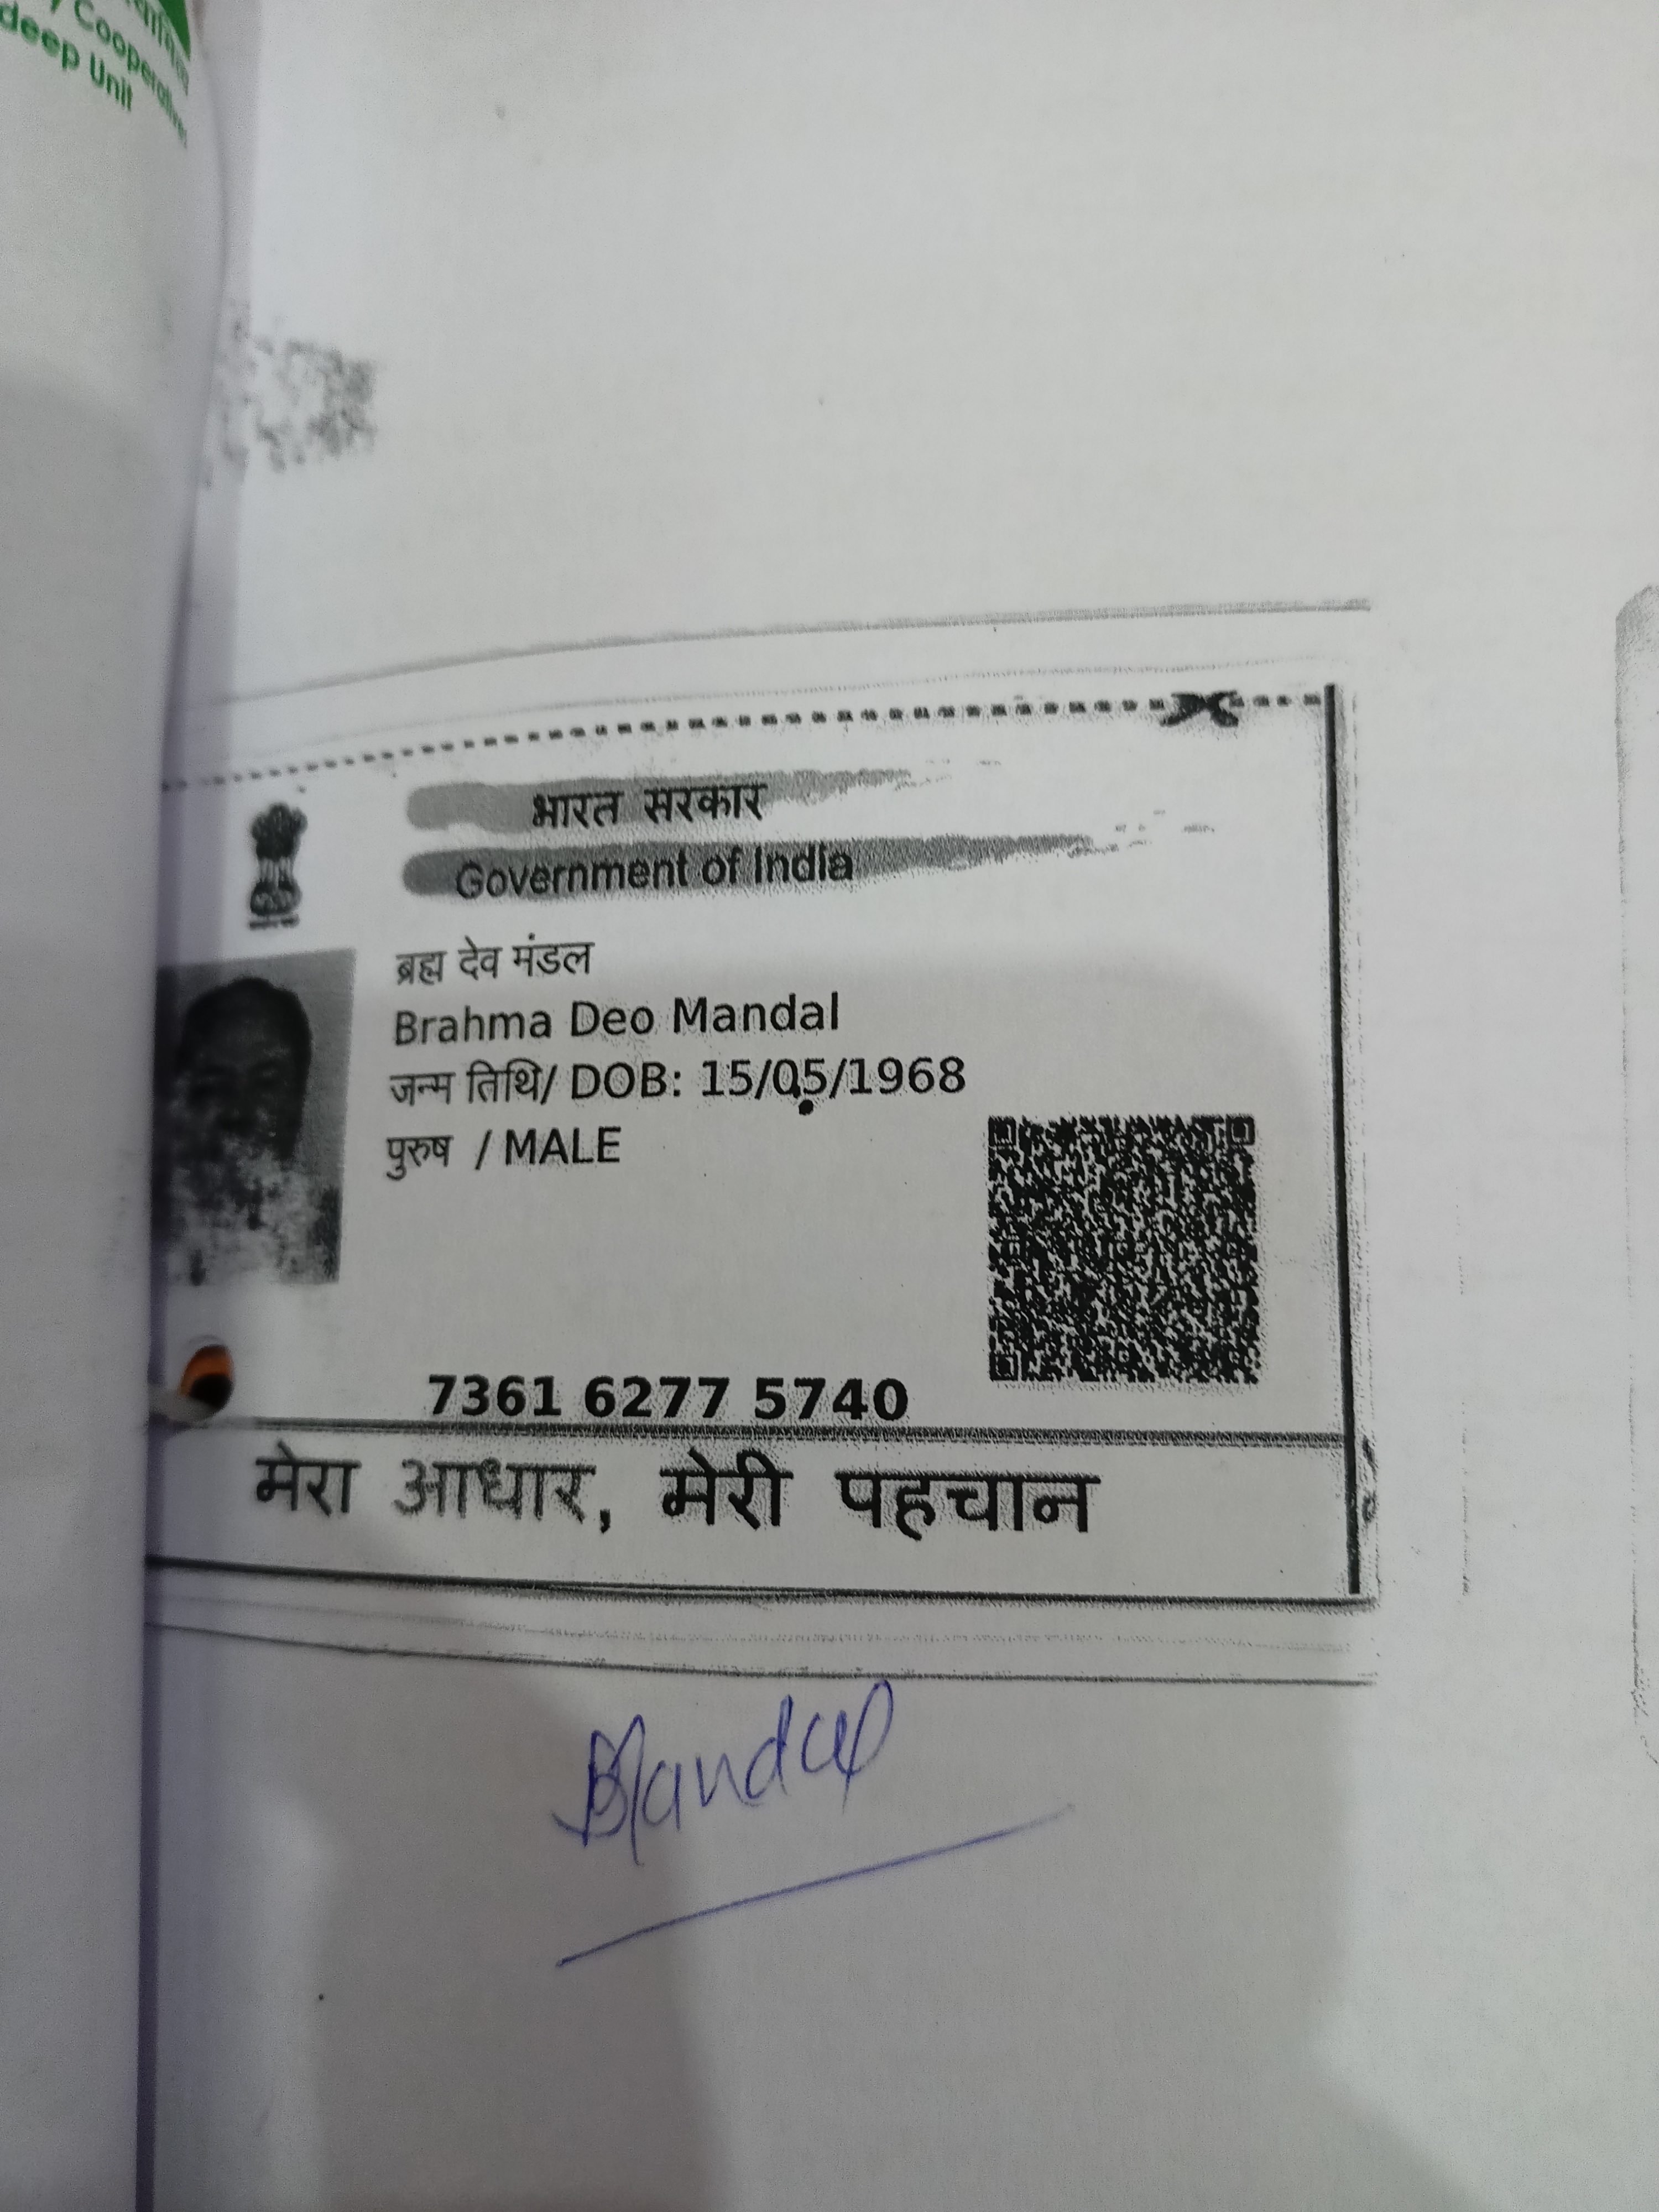 Cooperative
deep Unit
भारत सरकार
Government of India
ब्रह्म देव मंडल
Brahma Deo Mandal
जन्म तिथि/ DOB: 15/05/1968
पुरुष / MALE
7361 6277 5740
मेरा आधार, मेरी पहचान